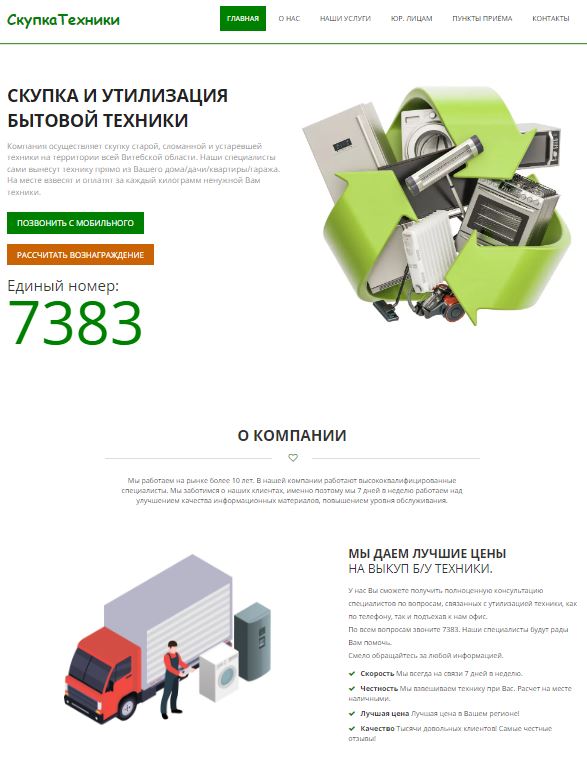 СкупкаТехники
ГЛАВНАЯ О НАС НАШИ УСЛУГИ ЮР. ЛИЦАМ ПУНКТЫ ПРИЁМА КОНТАКТЫ
СКУПКА И УТИЛИЗАЦИЯ
БЫТОВОЙ ТЕХНИКИ
Компания осуществляет скупку старой, сломанной и устаревшей
техники на территории всей Витебской области. Наши специалисты
сами вынесут технику прямо из Вашего дома/дачи/квартиры/гаража.
На месте взвесят и оплатят за каждый килограмм ненужной Вам
техники.
ПОЗВОНИТЬ С МОБИЛЬНОГО
РАССЧИТАТЬ ВОЗНАГРАЖДЕНИЕ
Единый номер:
7383
О КОМПАНИИ
Мы работаем на рынке более 10 лет. В нашей компании работают высококвалифицированные
специалисты. Мы заботимся о наших клиентах, именно поэтому мы 7 дней в неделю работаем над
улучшением качества информационных материалов, повышением уровня обслуживания.
МЫ ДАЕМ ЛУЧШИЕ ЦЕНЫ
НА ВЫКУП Б/У ТЕХНИКИ.
У нас Вы сможете получить полноценную консультацию
специалистов по вопросам, связанных с утилизацией техники, как
по телефону, так и подъехав к нам офис.
По всем вопросам звоните 7383. Наши специалисты будут рады
Вам помочь.
Смело обращайтесь за любой информацией.
Скорость Мы всегда на связи 7 дней в неделю.
Честность Мы взвешиваем технику при Вас. Расчет на месте
наличными.
Лучшая цена Лучшая цена в Вашем регионе!
Качество Тысячи довольных клиентов! Самые честные
отзывы!